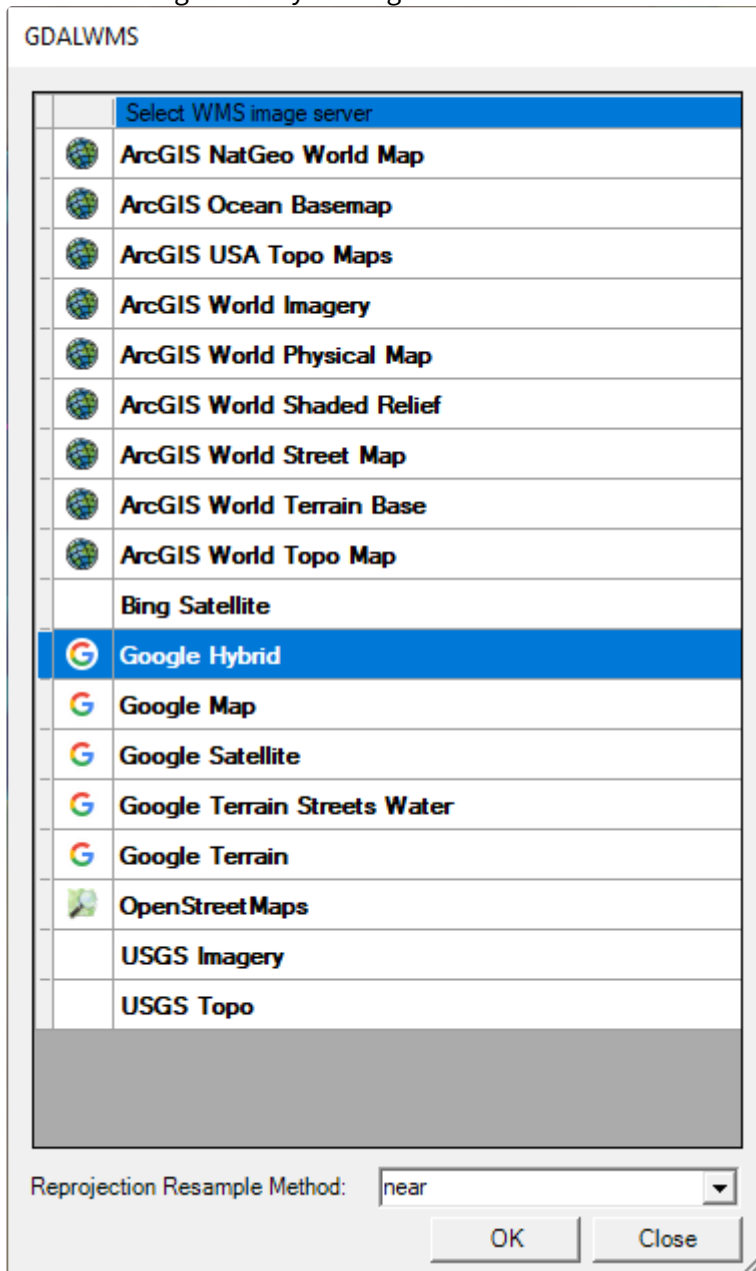 GDALWMS
Select WMS image server
ArcGIS NatGeo World Map
ArcGIS Ocean Basemap
ArcGIS USA Topo Maps
ArcGIS World Imagery
ArcGIS World Physical Map
ArcGIS World Shaded Relief
ArcGIS World Street Map
ArcGIS World Terrain Base
ArcGIS World Topo Map
Bing Satellite
Google Hybrid
Google Map
Google Satellite
Google Terrain Streets Water
Google Terrain
OpenStreetMaps
USGS Imagery
USGS Topo
Reprojection Resample Method: near
OK Close